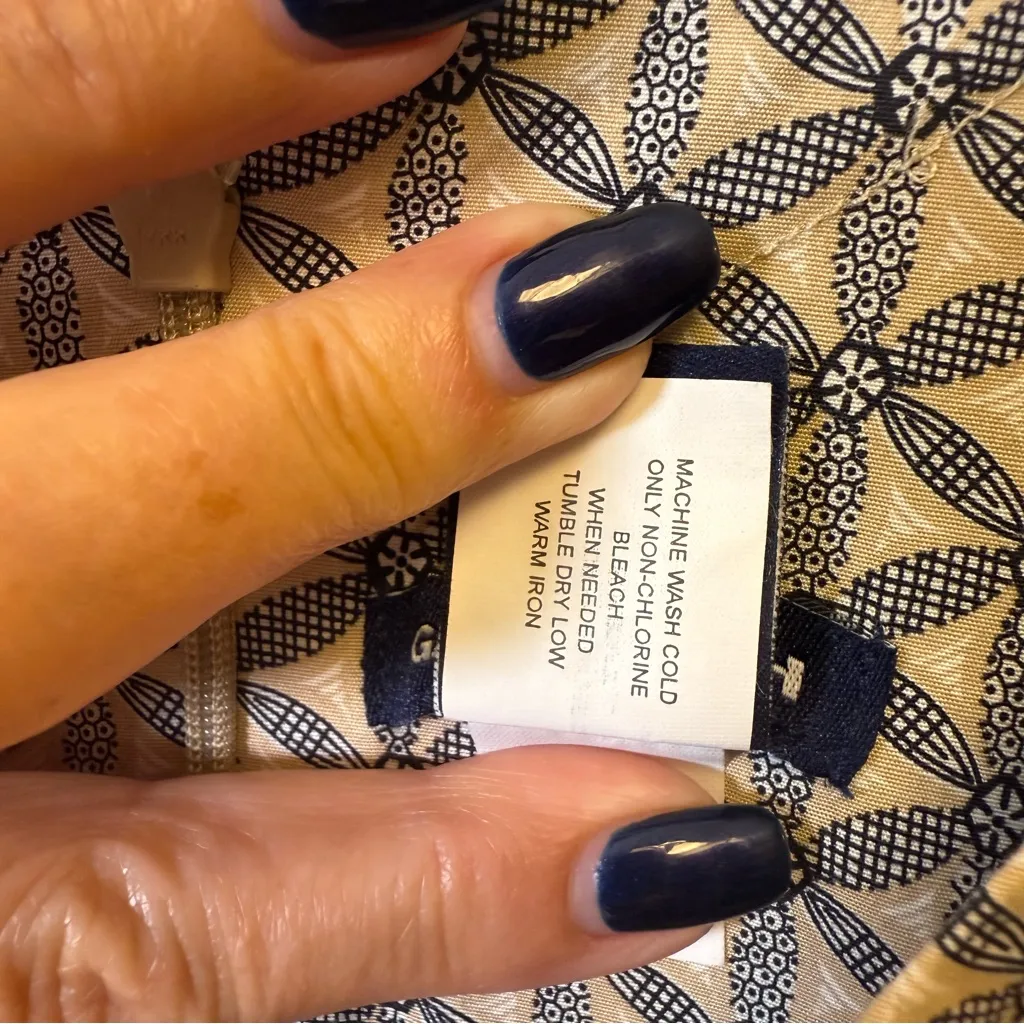 MACHINE WASH COLD
ONLY NON-CHLORINE
BLEACH
WHEN NEEDED
TUMBLE DRY LOW
WARM IRON
G